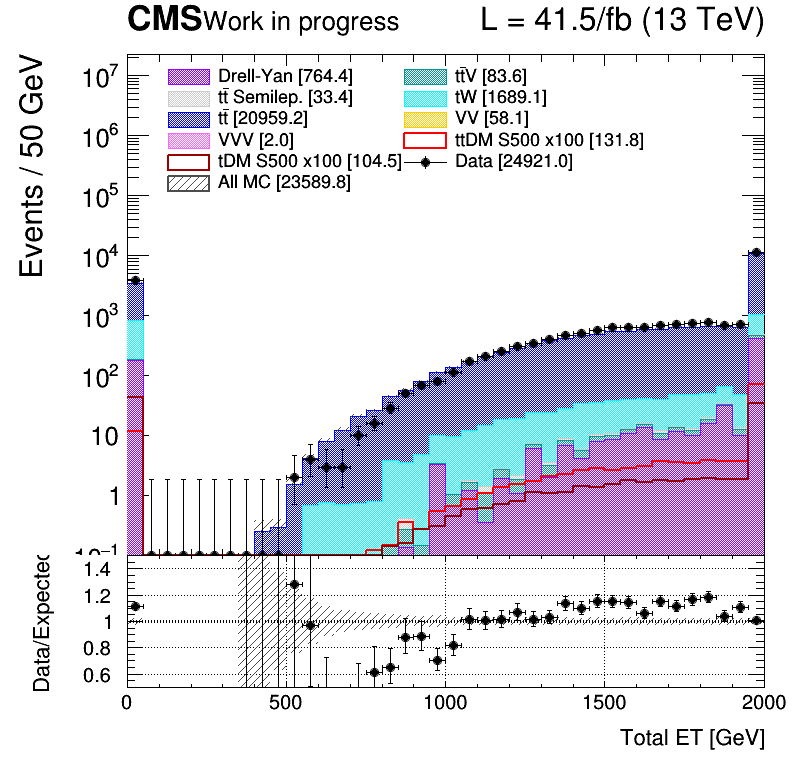 CMS Work in progress L = 41.5/fb (13 TeV)
Events / 50 GeV
10⁷
10⁶
10⁵
10⁴
10³
10²
10
1
10⁻¹
Drell-Yan [764.4] tt̄V [83.6]
tt̄ Semilep. [33.4] tW [1689.1]
tt̄ [20959.2] VV [58.1]
VVV [2.0] ttDM S500 x100 [131.8]
tDM S500 x100 [104.5] Data [24921.0]
All MC [23589.8]
Data/Expected
1.4
1.2
1
0.8
0.6
0 500 1000 1500 2000
Total ET [GeV]